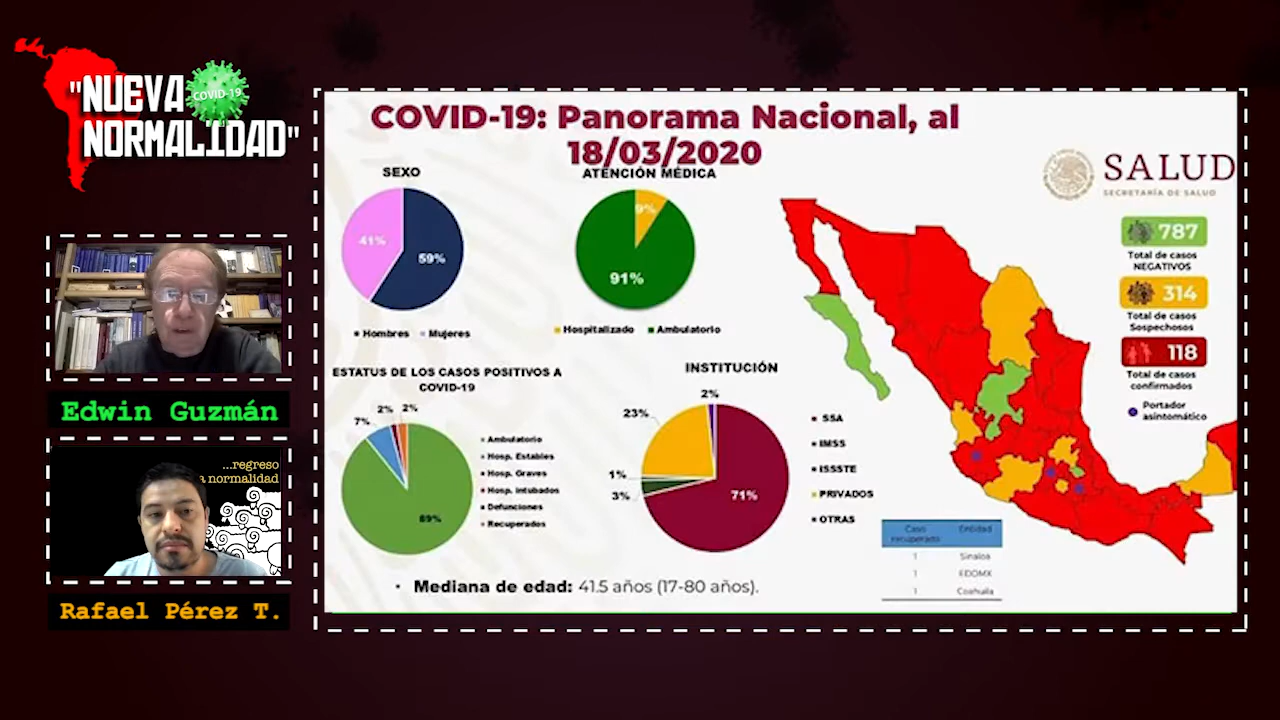 "NUEVA
COVID-19
NORMALIDAD"
Edwin Guzmán
...regreso
a normalidad
Rafael Pérez T.
COVID-19: Panorama Nacional, al
18/03/2020
SALUD
SECRETARÍA DE SALUD
SEXO
41%
59%
Hombres
Mujeres
ATENCIÓN MÉDICA
9%
91%
Hospitalizado
Ambulatorio
ESTATUS DE LOS CASOS POSITIVOS A
COVID-19
7%
2%
2%
89%
Ambulatorio
Hosp. Estables
Hosp. Graves
Hosp. Intubados
Defunciones
Recuperados
INSTITUCIÓN
2%
23%
1%
3%
71%
SSA
IMSS
ISSSTE
PRIVADOS
OTRAS
787
Total de casos
NEGATIVOS
314
Total de casos
Sospechosos
118
Total de casos
confirmados
Portador
asintomático
Caso
recuperado
Entidad
1 Sinaloa
1 EDOMX
1 Coahuila
• Mediana de edad: 41.5 años (17-80 años).